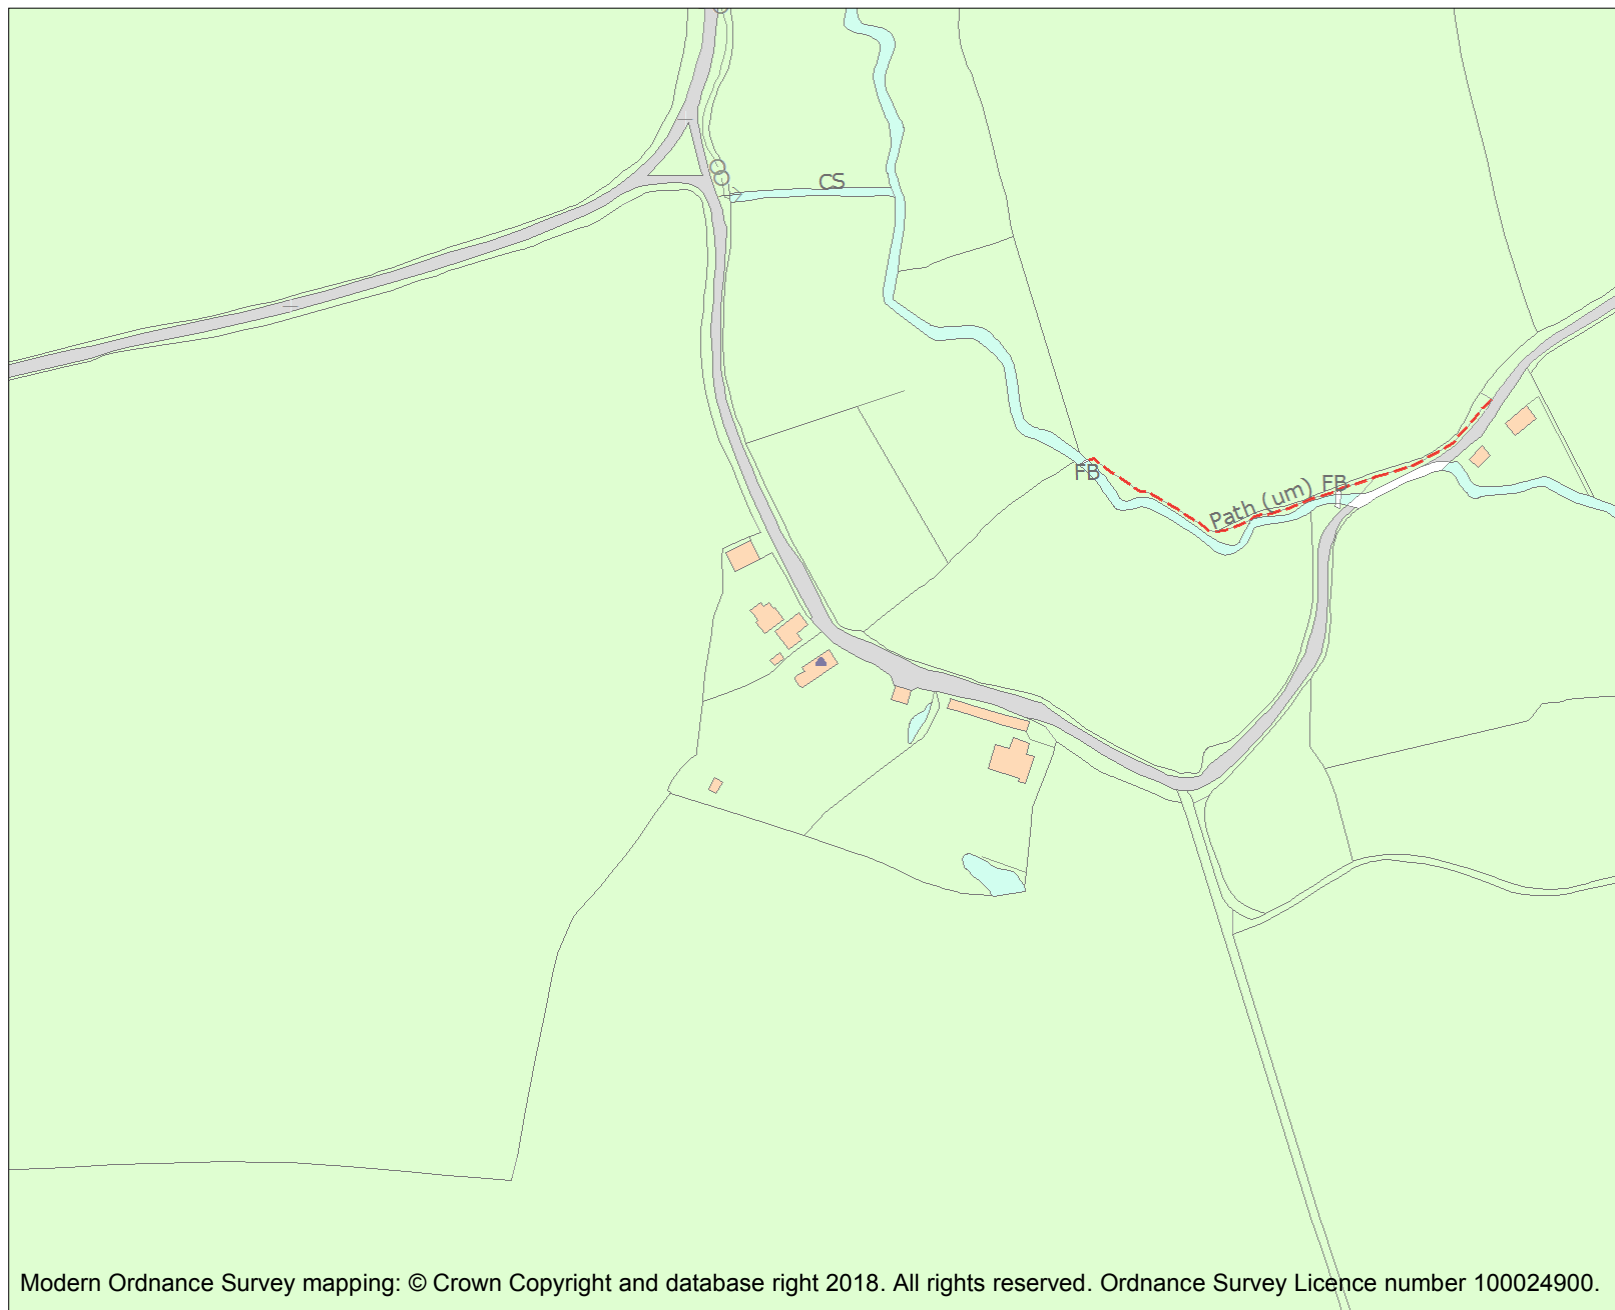 CS
FB
Path (um) FB
Modern Ordnance Survey mapping: © Crown Copyright and database right 2018. All rights reserved. Ordnance Survey Licence number 100024900.